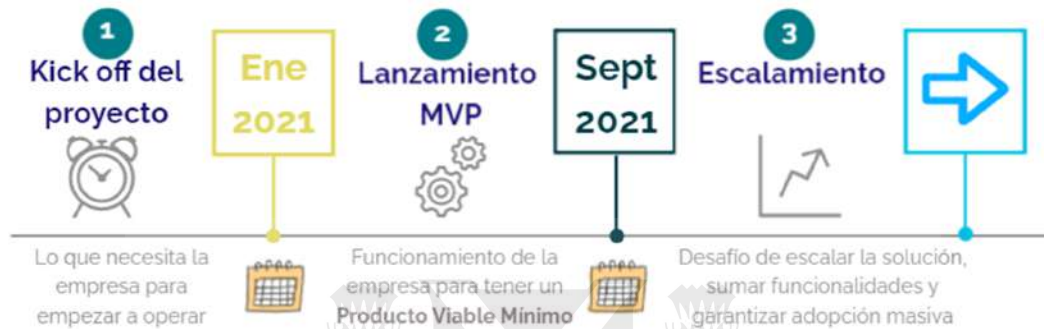 1
Kick off del
proyecto
Ene
2021
2
Lanzamiento
MVP
Sept
2021
3
Escalamiento
Lo que necesita la
empresa para
empezar a operar
Funcionamiento de la
empresa para tener un
Producto Viable Mínimo
Desafío de escalar la solución,
sumar funcionalidades y
garantizar adopción masiva